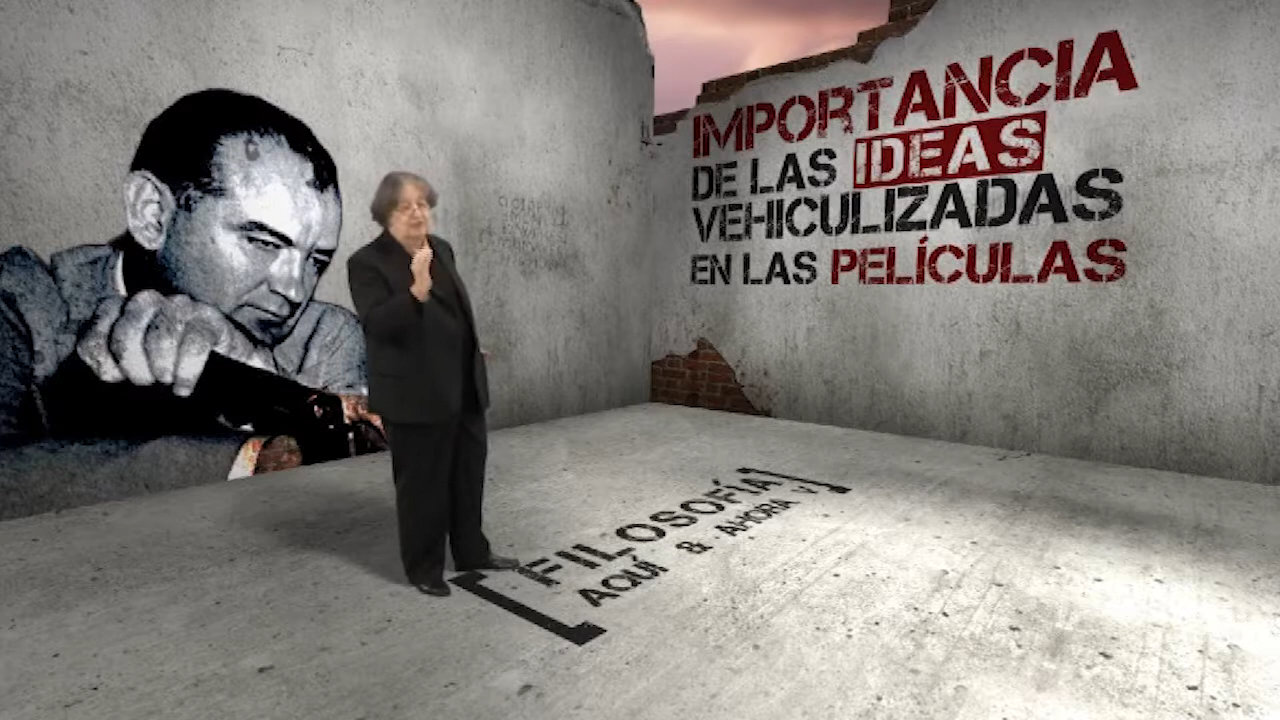 IMPORTANCIA
DE LAS IDEAS
VEHICULIZADAS
EN LAS PELÍCULAS
[FILOSOFÍA]
AQUÍ & AHORA V